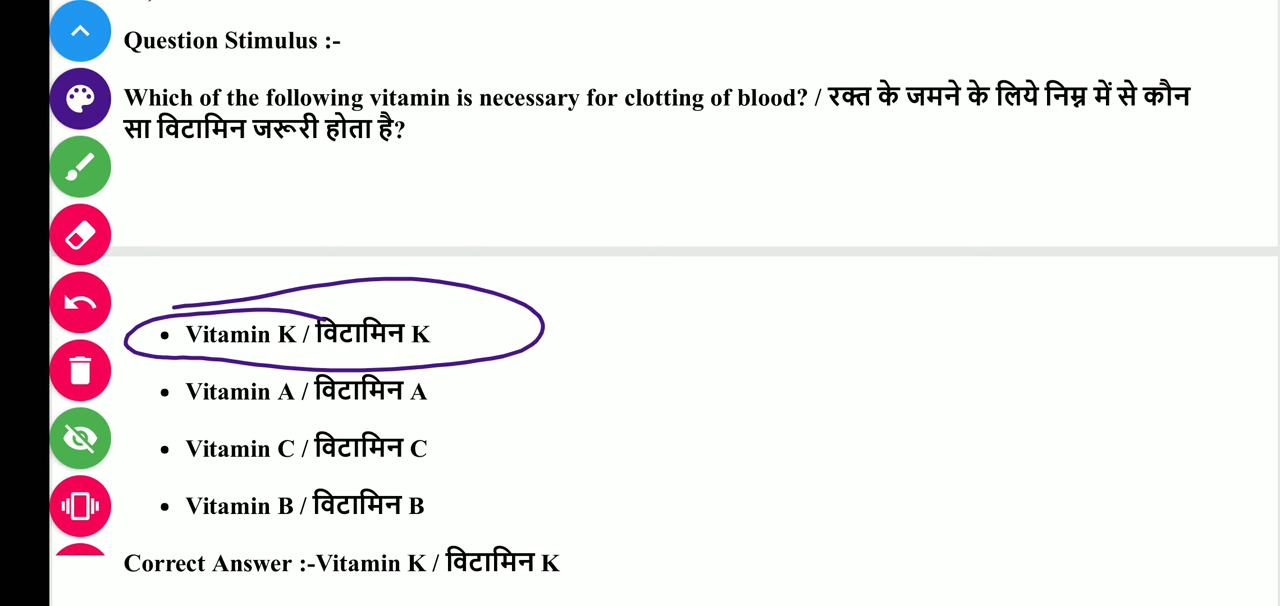 Question Stimulus :-
Which of the following vitamin is necessary for clotting of blood? / रक्त के जमने के लिये निम्न में से कौन
सा विटामिन जरूरी होता है?
• Vitamin K / विटामिन K
• Vitamin A / विटामिन A
• Vitamin C / विटामिन C
• Vitamin B / विटामिन B
Correct Answer :-Vitamin K / विटामिन K